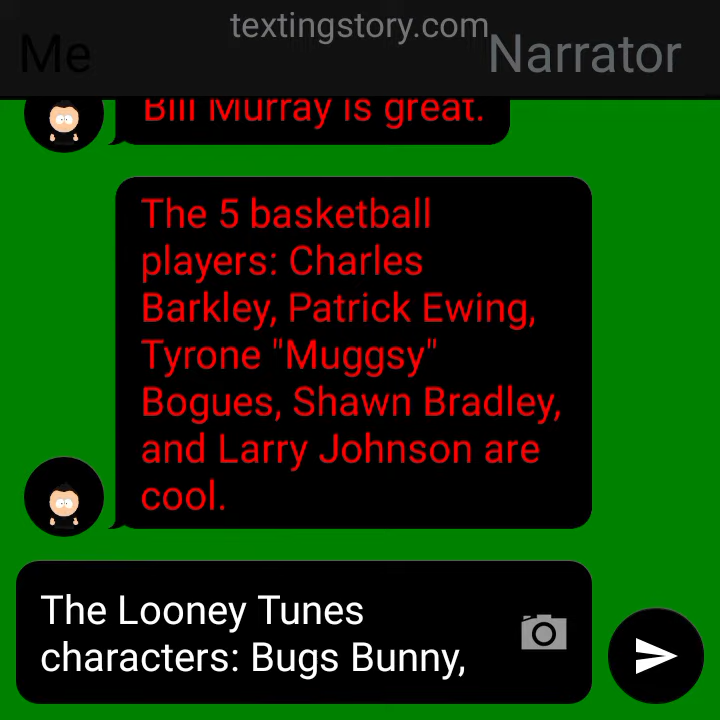 textingstory.com
Me
Narrator
Bill Murray is great.
The 5 basketball
players: Charles
Barkley, Patrick Ewing,
Tyrone "Muggsy"
Bogues, Shawn Bradley,
and Larry Johnson are
cool.
The Looney Tunes
characters: Bugs Bunny,